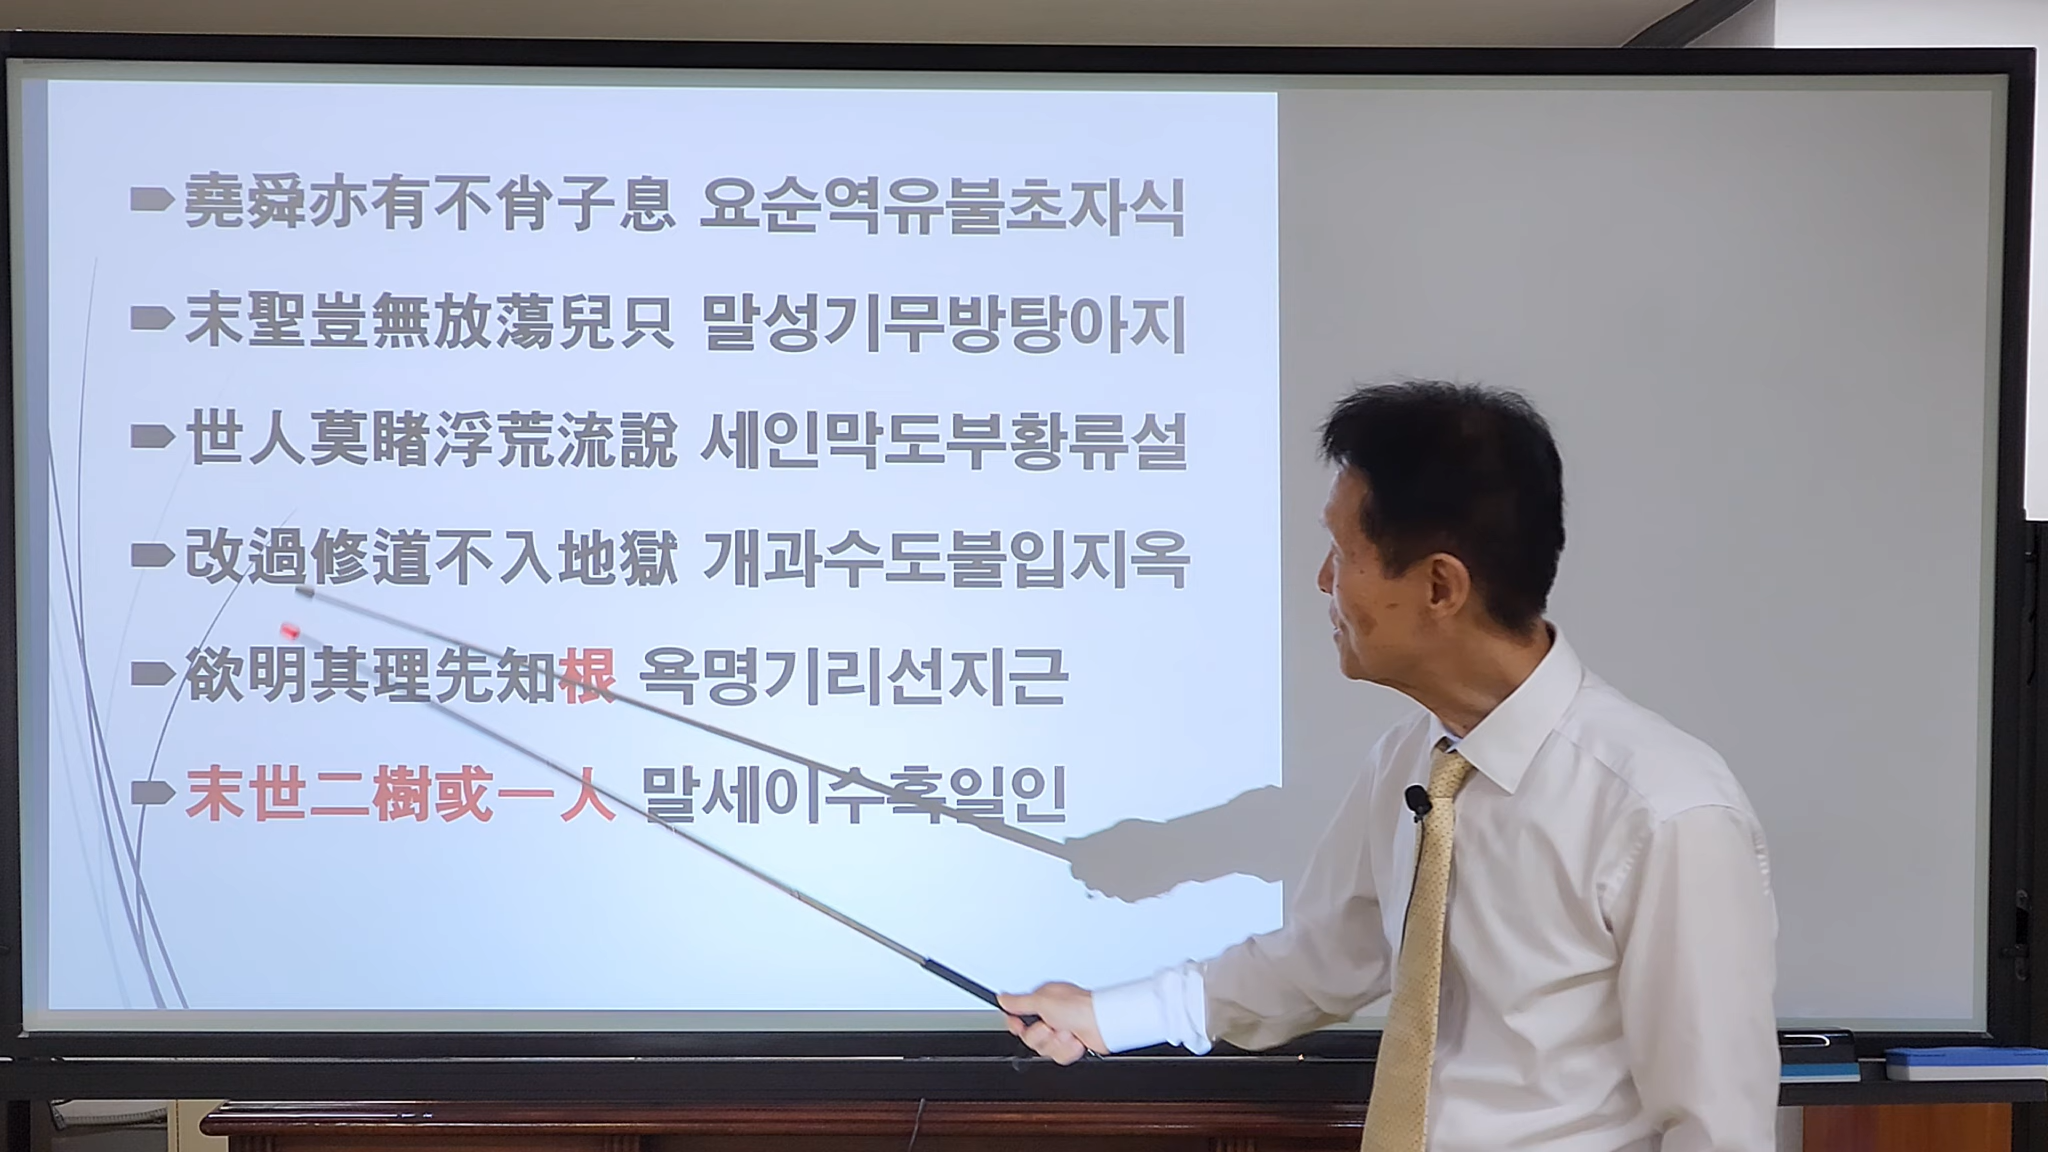 堯舜亦有不肖子息 요순역유불초자식
末聖豈無放蕩兒只 말성기무방탕아지
世人莫睹浮荒流說 세인막도부황류설
改過修道不入地獄 개과수도불입지옥
欲明其理先知根 욕명기리선지근
末世二樹或一人 말세이수혹일인